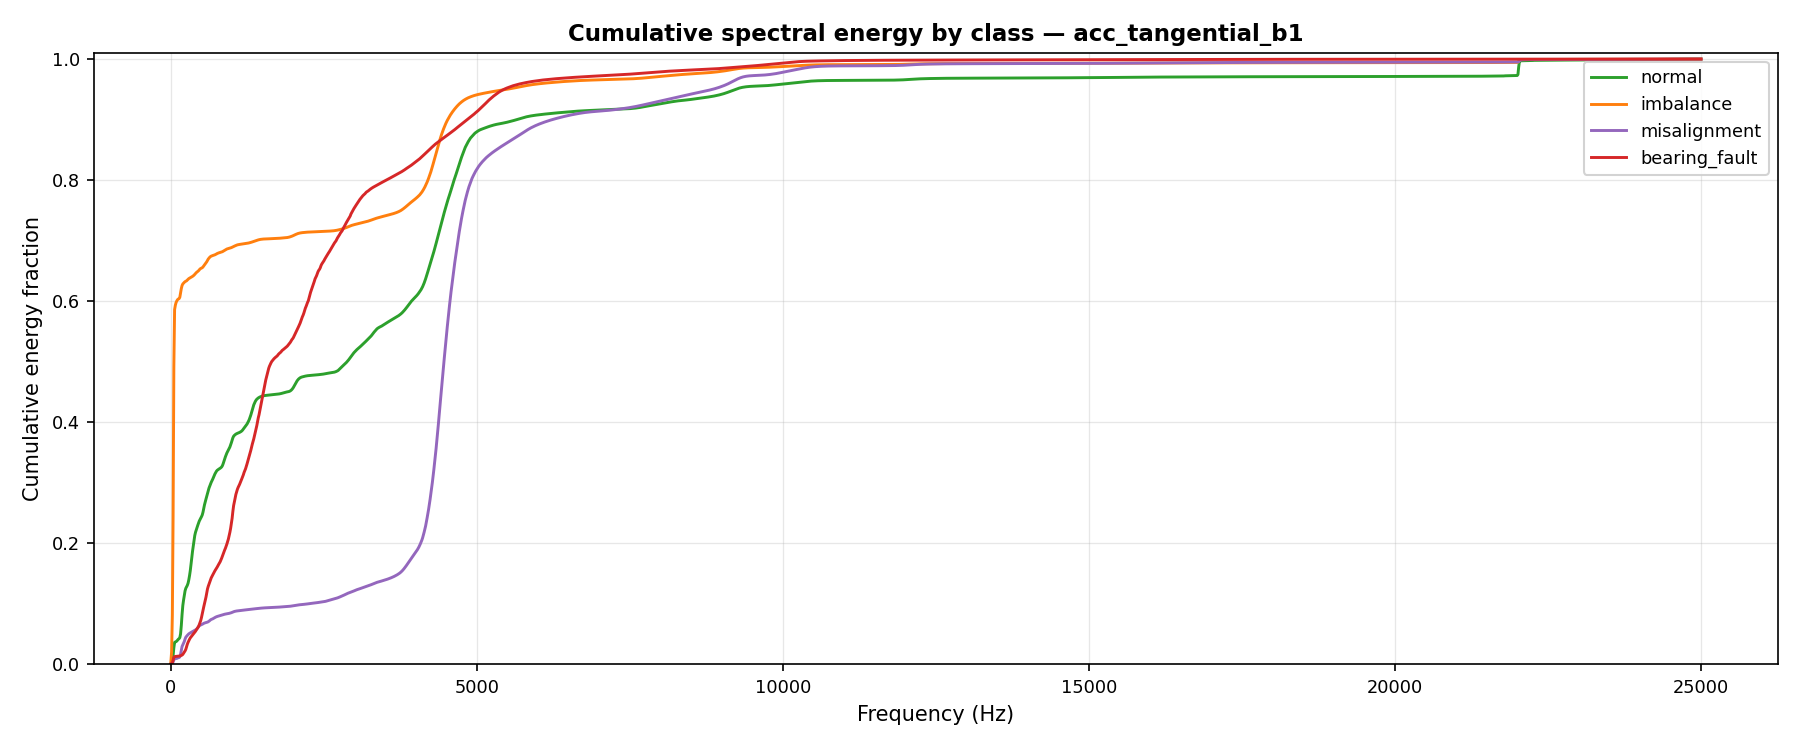 Cumulative spectral energy by class — acc_tangential_b1
Cumulative energy fraction
1.0
0.8
0.6
0.4
0.2
0.0
normal
imbalance
misalignment
bearing_fault
0 5000 10000 15000 20000 25000
Frequency (Hz)